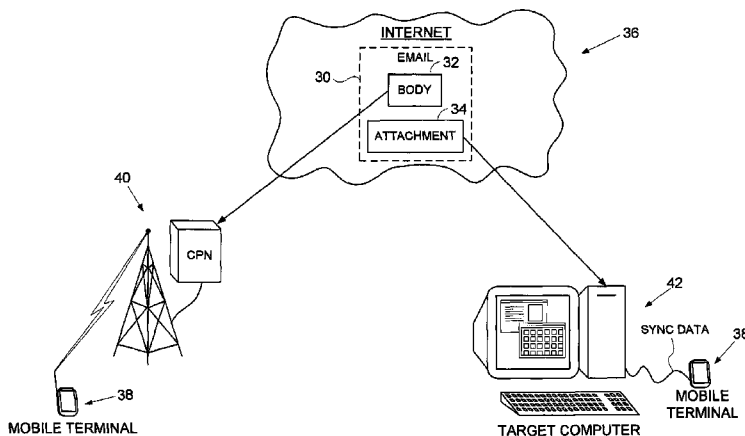 INTERNET
36
EMAIL
32
30
BODY
34
ATTACHMENT
40
CPN
42
SYNC DATA
38
38
MOBILE TERMINAL
MOBILE
TERMINAL
TARGET COMPUTER